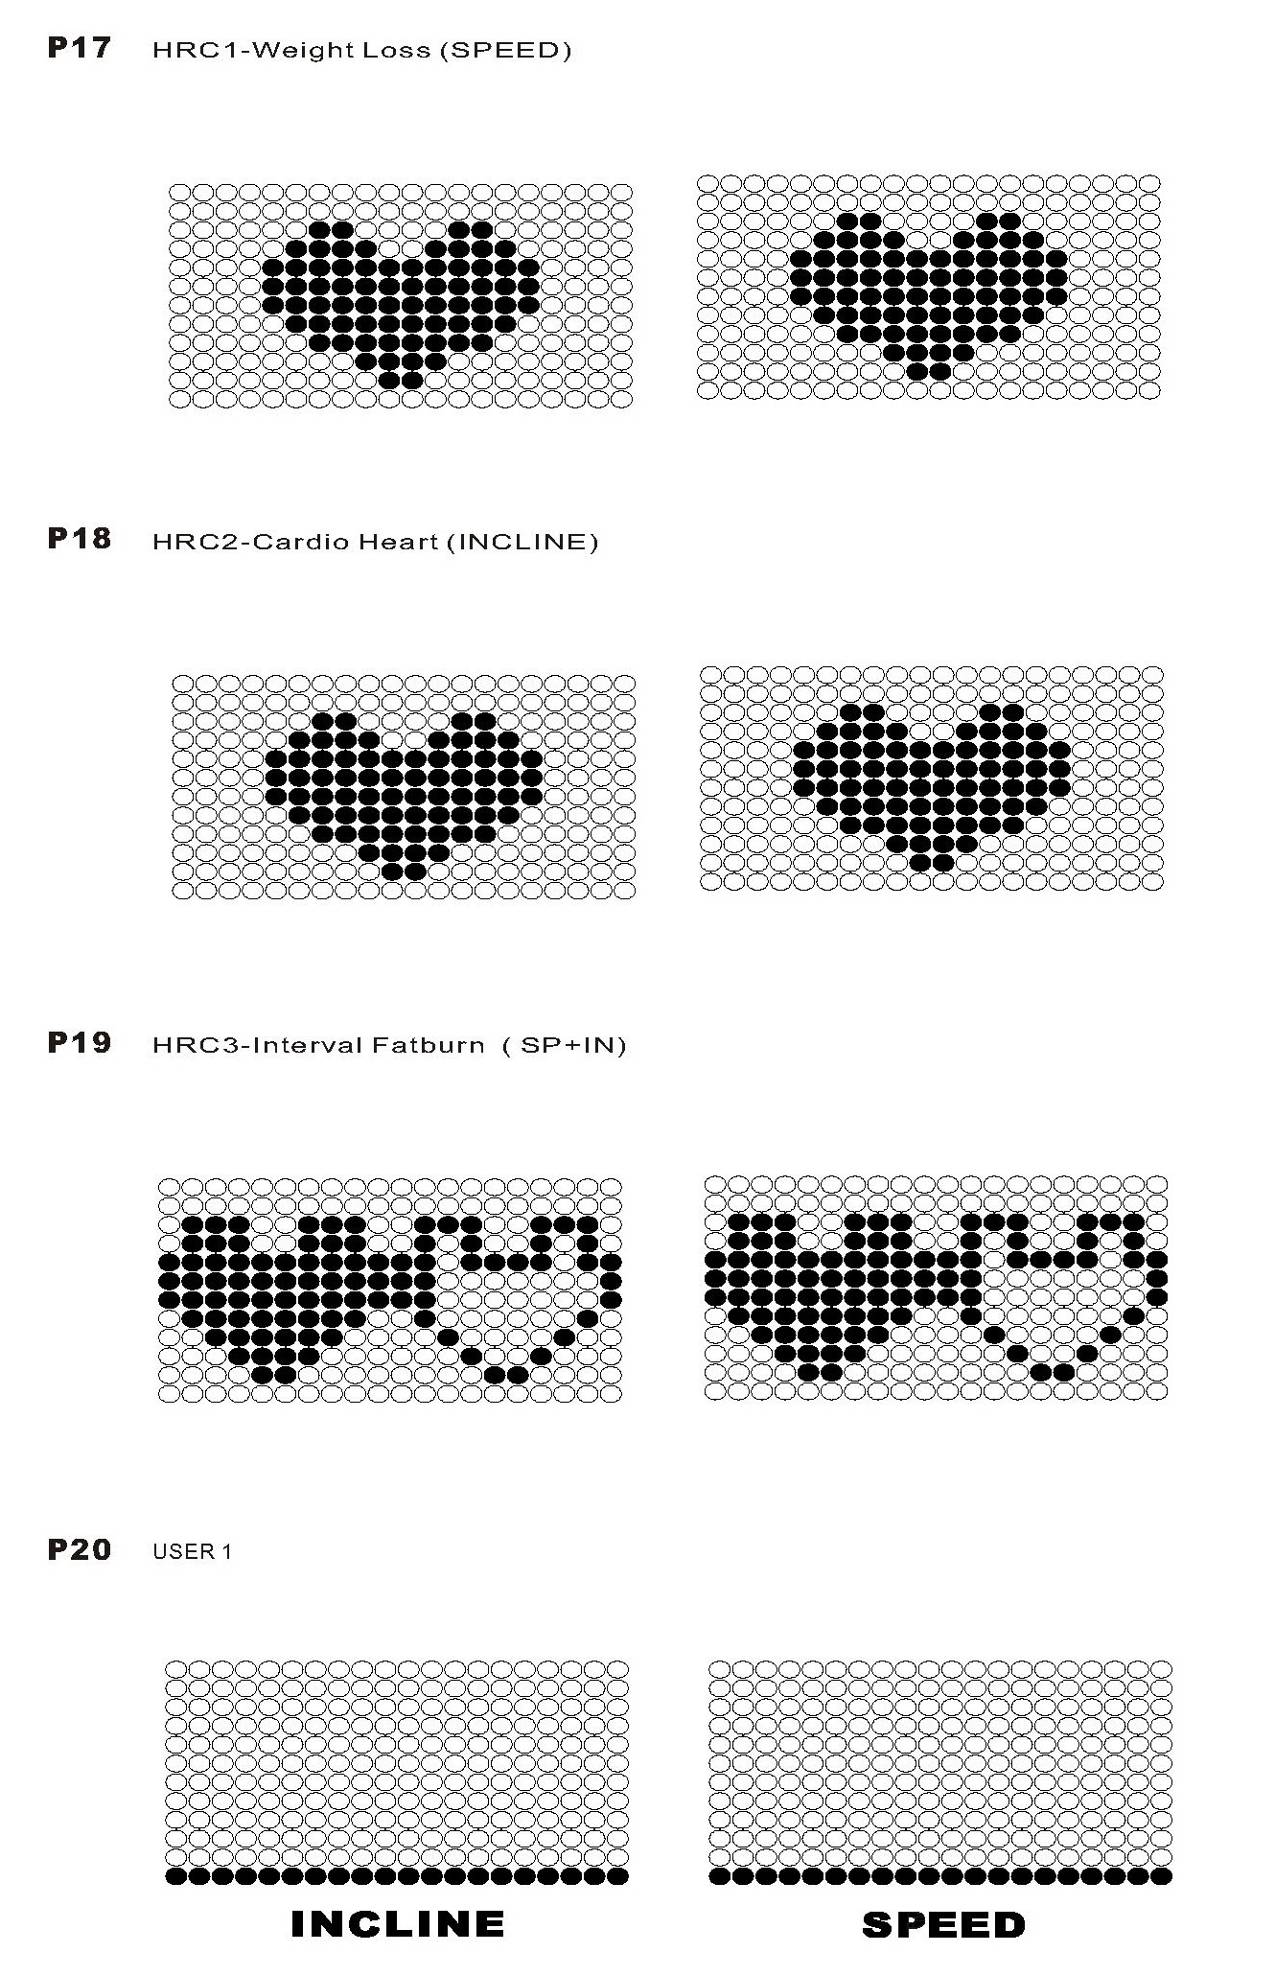 P17 HRC1-Weight Loss (SPEED)
P18 HRC2-Cardio Heart (INCLINE)
P19 HRC3-Interval Fatburn ( SP+IN)
P20 USER 1
INCLINE SPEED